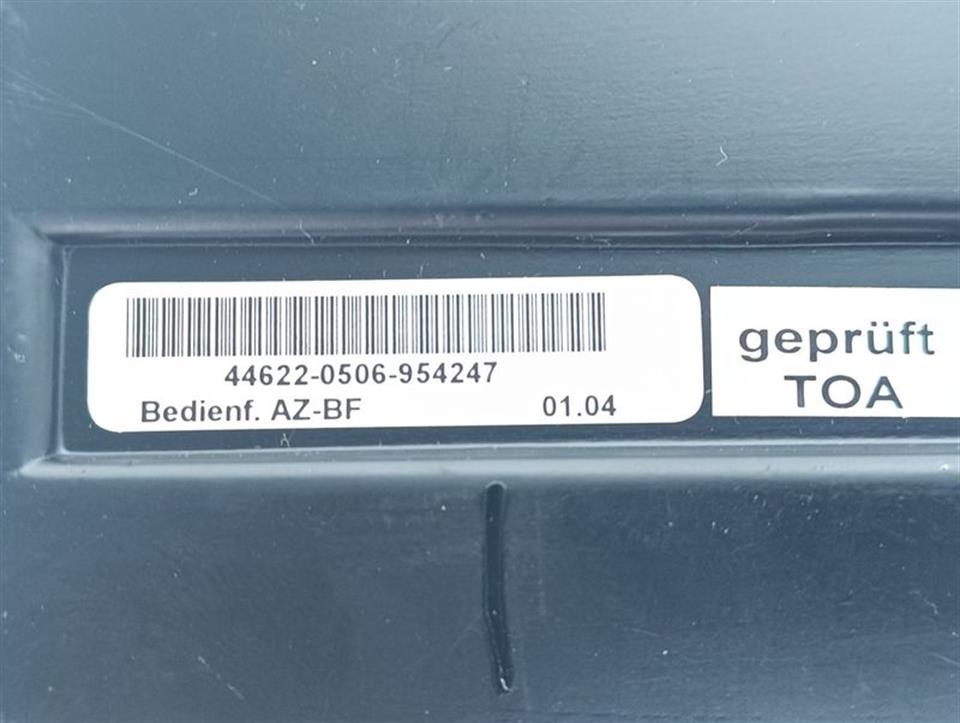 44622-0506-954247
Bedienf. AZ-BF 01.04
geprüft
TOA